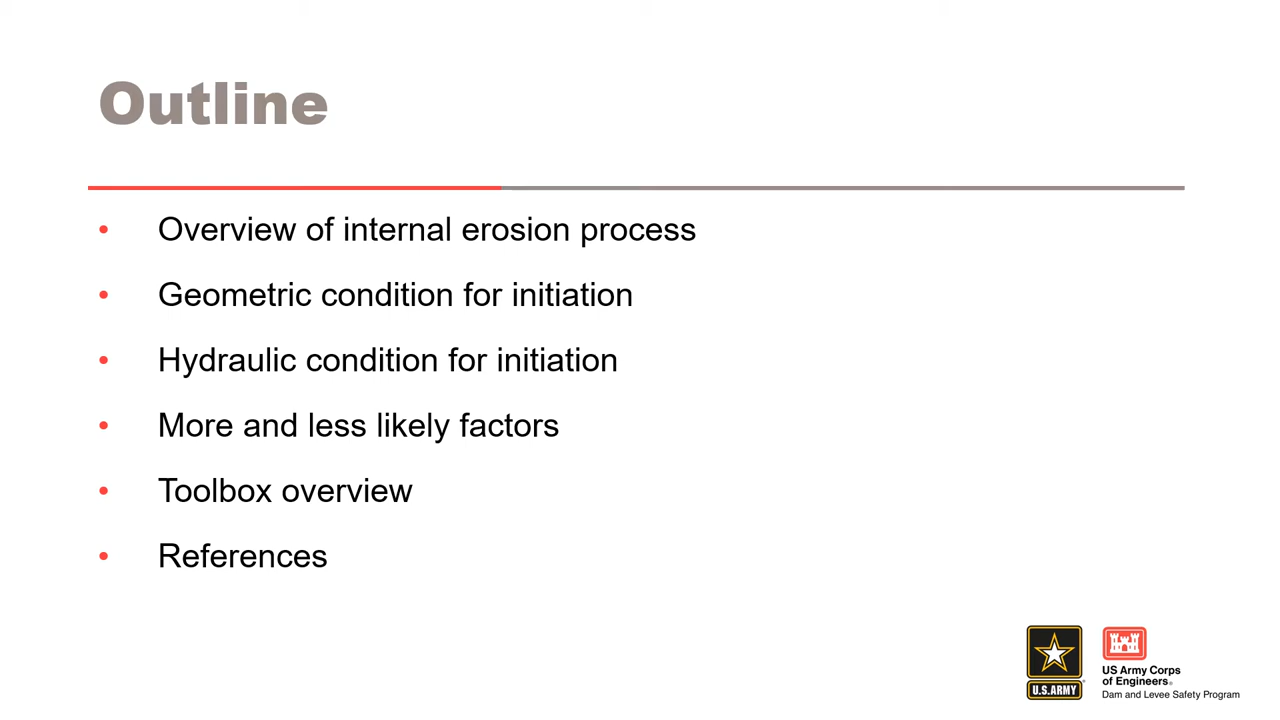 Outline
• Overview of internal erosion process
• Geometric condition for initiation
• Hydraulic condition for initiation
• More and less likely factors
• Toolbox overview
• References
U.S.ARMY
US Army Corps
of Engineers®
Dam and Levee Safety Program